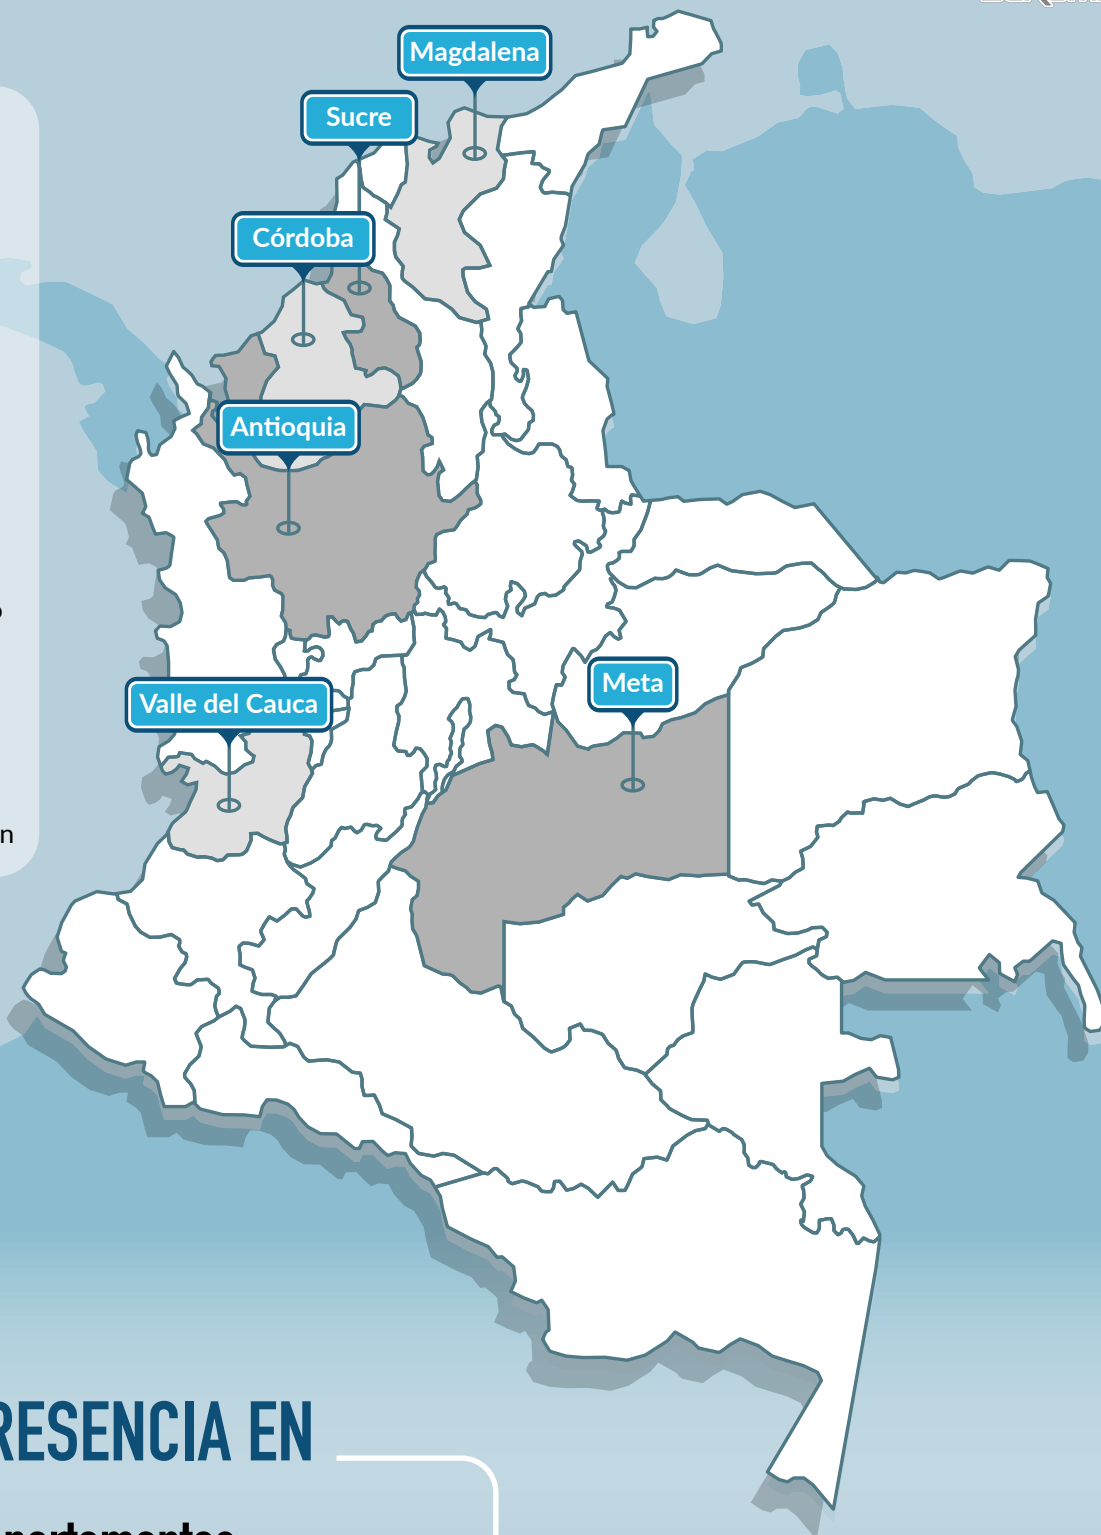 Magdalena
Sucre
Córdoba
Antioquia
Meta
Valle del Cauca
n
RESENCIA EN